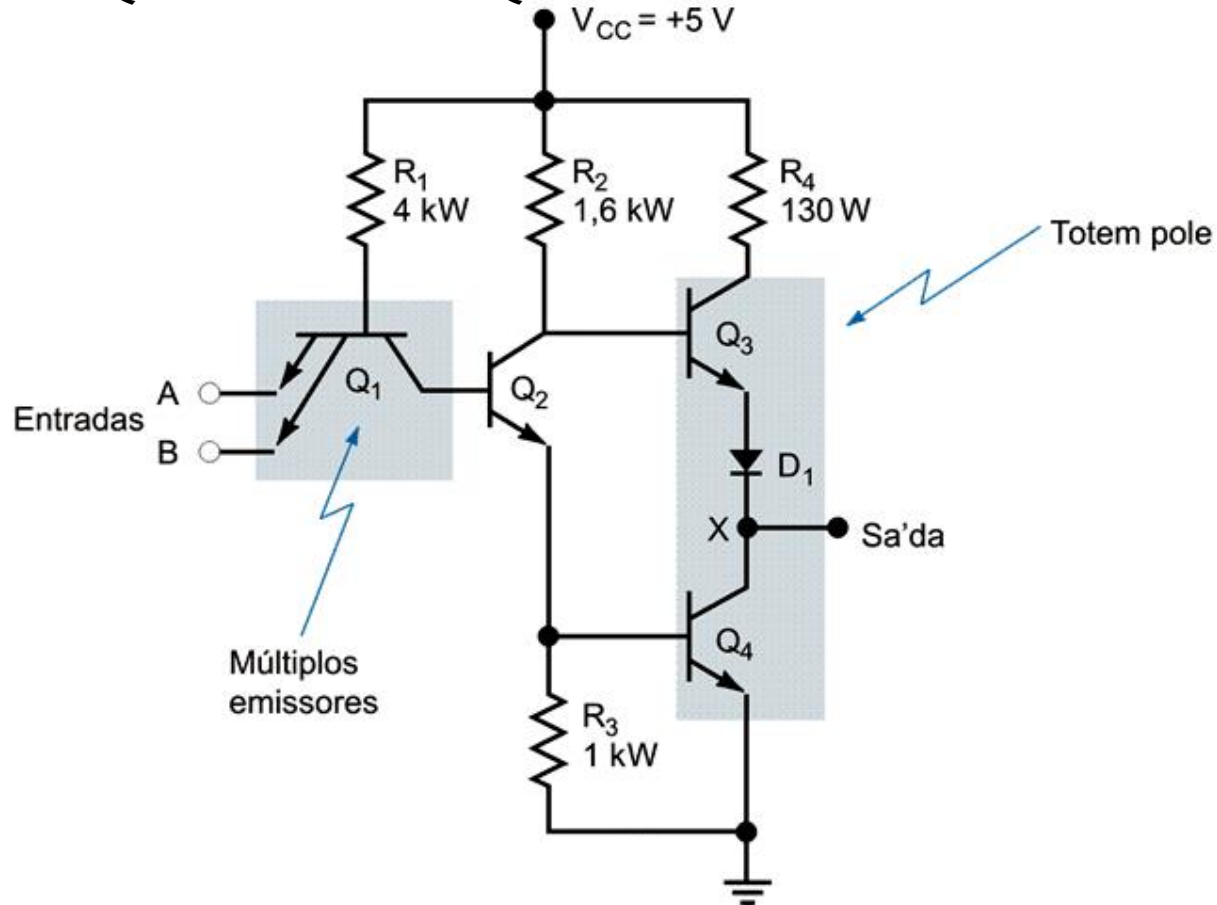 V_CC = +5 V
R₁
4 kW
R₂
1,6 kW
R₄
130 W
Totem pole
Q₃
Q₁
Q₂
A
Entradas
B
D₁
X
Sa'da
Q₄
Múltiplos
emissores
R₃
1 kW